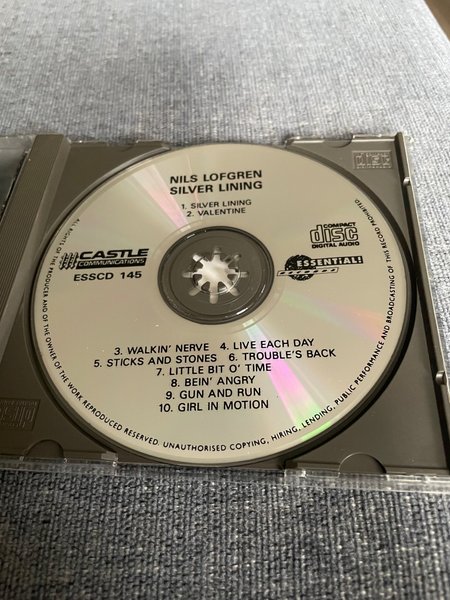 NILS LOFGREN
SILVER LINING
1. SILVER LINING
2. VALENTINE
CASTLE
COMMUNICATIONS
ESSCD 145
COMPACT
disc
DIGITAL AUDIO
ESSENTIAL!
3. WALKIN' NERVE 4. LIVE EACH DAY
5. STICKS AND STONES 6. TROUBLE'S BACK
7. LITTLE BIT O' TIME
8. BEIN' ANGRY
9. GUN AND RUN
10. GIRL IN MOTION
ALL RIGHTS OF THE PRODUCER AND OF THE OWNER OF THE WORK REPRODUCED RESERVED. UNAUTHORISED COPYING, HIRING, LENDING, PUBLIC PERFORMANCE AND BROADCASTING OF THIS RECORD PROHIBITED
disc
disc